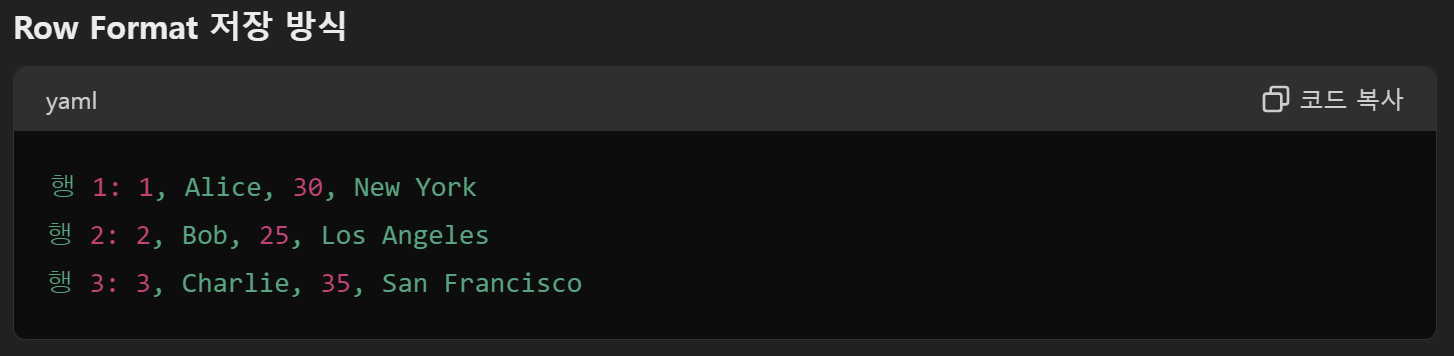 Row Format 저장 방식
yaml
코드 복사
행 1: 1, Alice, 30, New York
행 2: 2, Bob, 25, Los Angeles
행 3: 3, Charlie, 35, San Francisco